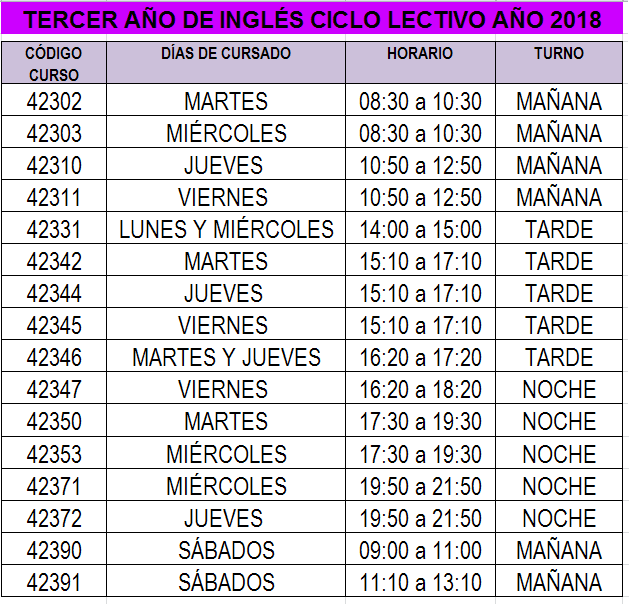 TERCER AÑO DE INGLÉS CICLO LECTIVO AÑO 2018
CÓDIGO CURSO DÍAS DE CURSADO HORARIO TURNO
42302 MARTES 08:30 a 10:30 MAÑANA
42303 MIÉRCOLES 08:30 a 10:30 MAÑANA
42310 JUEVES 10:50 a 12:50 MAÑANA
42311 VIERNES 10:50 a 12:50 MAÑANA
42331 LUNES Y MIÉRCOLES 14:00 a 15:00 TARDE
42342 MARTES 15:10 a 17:10 TARDE
42344 JUEVES 15:10 a 17:10 TARDE
42345 VIERNES 15:10 a 17:10 TARDE
42346 MARTES Y JUEVES 16:20 a 17:20 TARDE
42347 VIERNES 16:20 a 18:20 NOCHE
42350 MARTES 17:30 a 19:30 NOCHE
42353 MIÉRCOLES 17:30 a 19:30 NOCHE
42371 MIÉRCOLES 19:50 a 21:50 NOCHE
42372 JUEVES 19:50 a 21:50 NOCHE
42390 SÁBADOS 09:00 a 11:00 MAÑANA
42391 SÁBADOS 11:10 a 13:10 MAÑANA